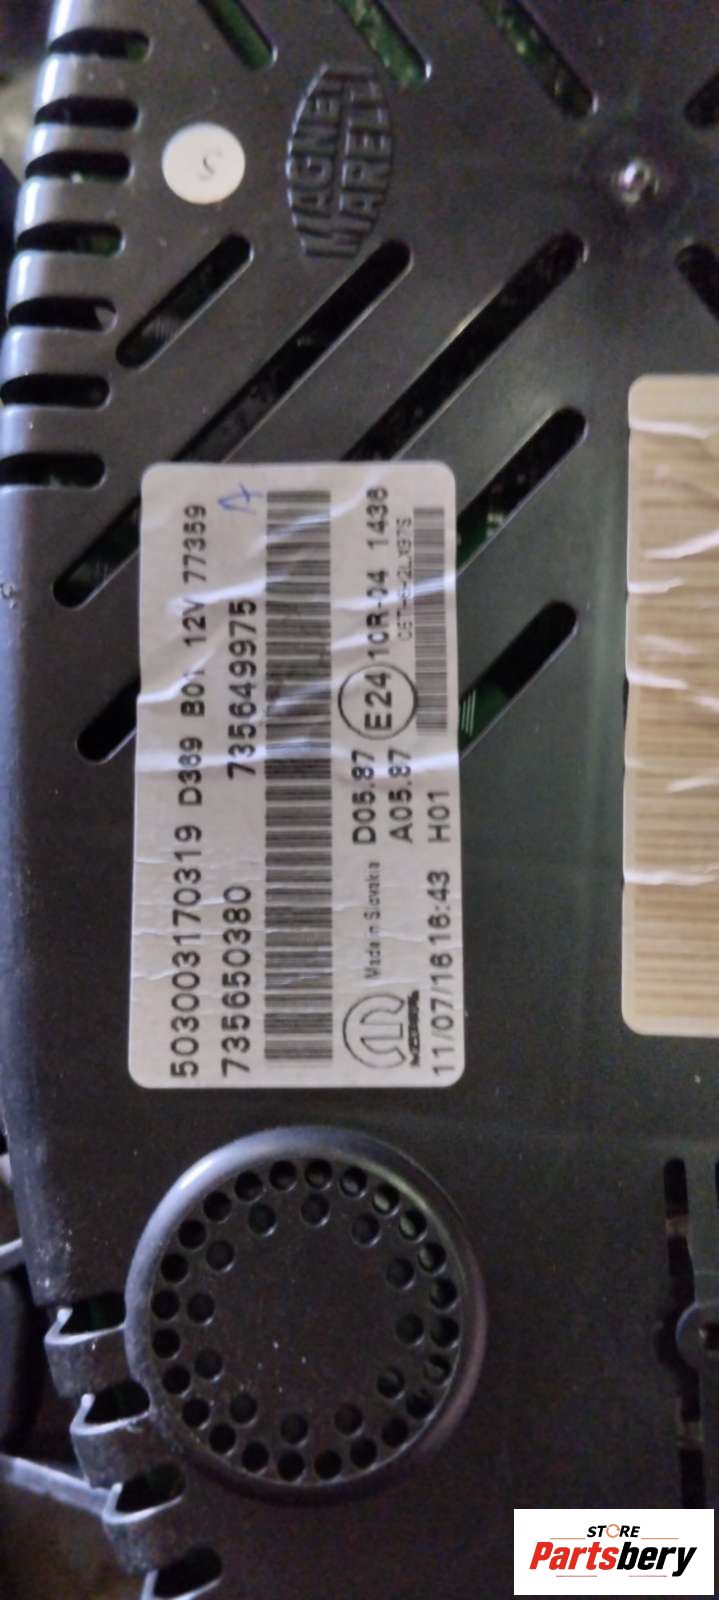 MAGNETI
MARELLI
S
503003170319 D369 B01 12V 77359
735650380 735649975 A
Made in Slovakia
D05.87 E24 10R-04 1436
A05.87
11/07/16 16:43 H01
STORE
Partsbery